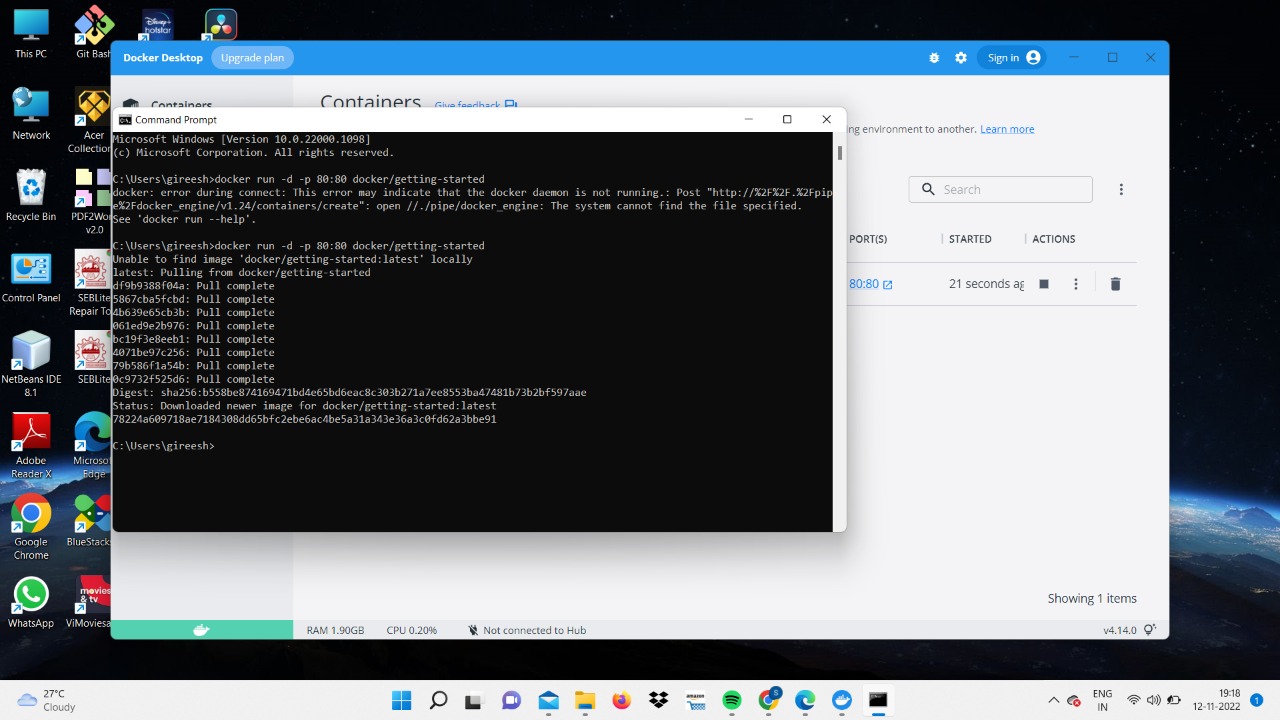 This PC
Git Bash
Disney+
hotstar
Network
Acer
Collection
Recycle Bin
PDF2Wo
v2.0
Control Panel
SEBLite
Repair To
NetBeans IDE
8.1
SEBLite
Adobe
Reader X
Microso
Edge
Google
Chrome
BlueStack
WhatsApp
movies
& tv
ViMoviesa
Docker Desktop
Upgrade plan
Sign in
Containers
Containers
Give feedback
ng environment to another. Learn more
Search
PORT(S)
STARTED
ACTIONS
80:80
21 seconds ag
Showing 1 items
Command Prompt
Microsoft Windows [Version 10.0.22000.1098]
(c) Microsoft Corporation. All rights reserved.
C:\Users\gireesh>docker run -d -p 80:80 docker/getting-started
docker: error during connect: This error may indicate that the docker daemon is not running.: Post "http://%2F%2F.%2Fpip
e%2Fdocker_engine/v1.24/containers/create": open //./pipe/docker_engine: The system cannot find the file specified.
See 'docker run --help'.
C:\Users\gireesh>docker run -d -p 80:80 docker/getting-started
Unable to find image 'docker/getting-started:latest' locally
latest: Pulling from docker/getting-started
df9b9388f04a: Pull complete
5867cba5fcbd: Pull complete
4b639e65cb3b: Pull complete
061ed9e2b976: Pull complete
bc19f3e8eeb1: Pull complete
4071be97c256: Pull complete
79b586f1a54b: Pull complete
0c9732f525d6: Pull complete
Digest: sha256:b558be874169471bd4e65bd6eac8c303b271a7ee8553ba47481b73b2bf597aae
Status: Downloaded newer image for docker/getting-started:latest
78224a609718ae7184308dd65bfc2ebe6ac4be5a31a343e36a3c0fd62a3bbe91
C:\Users\gireesh>
RAM 1.90GB
CPU 0.20%
Not connected to Hub
v4.14.0
27°C
Cloudy
amazon
S
ENG
IN
19:18
12-11-2022
1